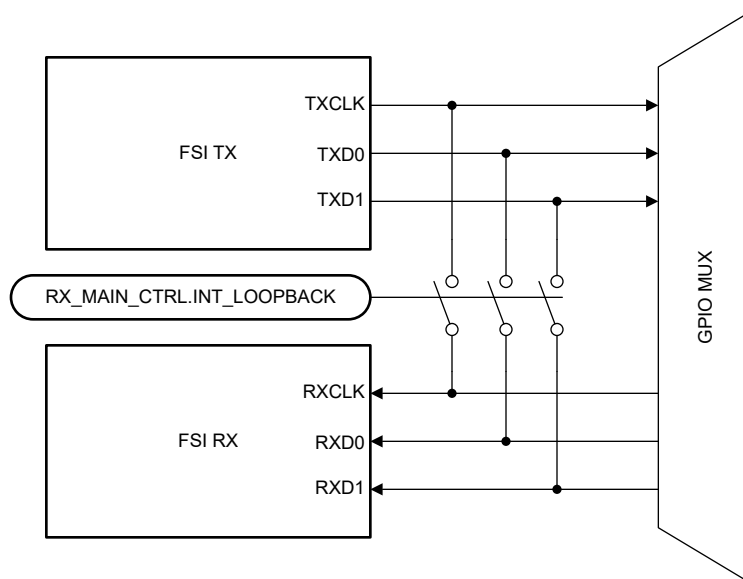 TXCLK
FSI TX
TXD0
TXD1
RX_MAIN_CTRL.INT_LOOPBACK
GPIO MUX
RXCLK
FSI RX
RXD0
RXD1